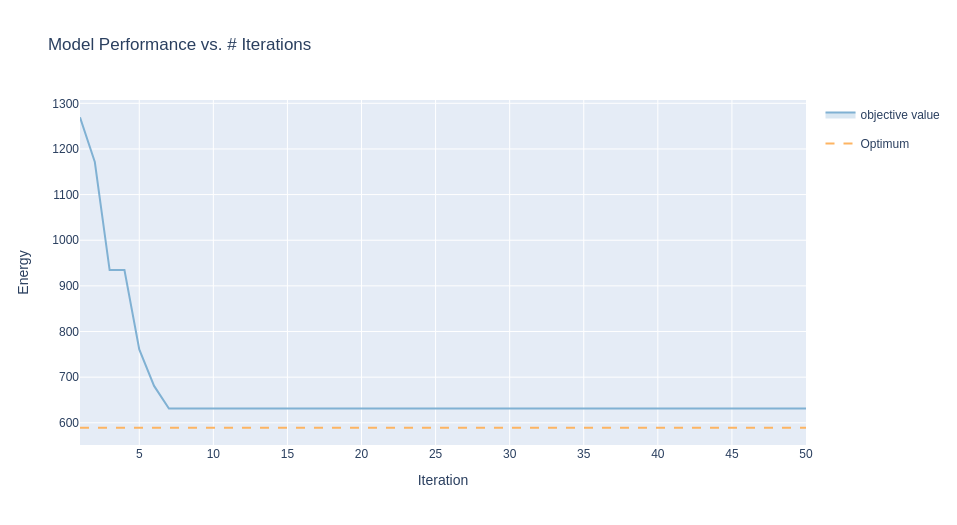 Model Performance vs. # Iterations
1300
1200
1100
1000
900
800
700
600
Energy
5 10 15 20 25 30 35 40 45 50
Iteration
objective value
Optimum